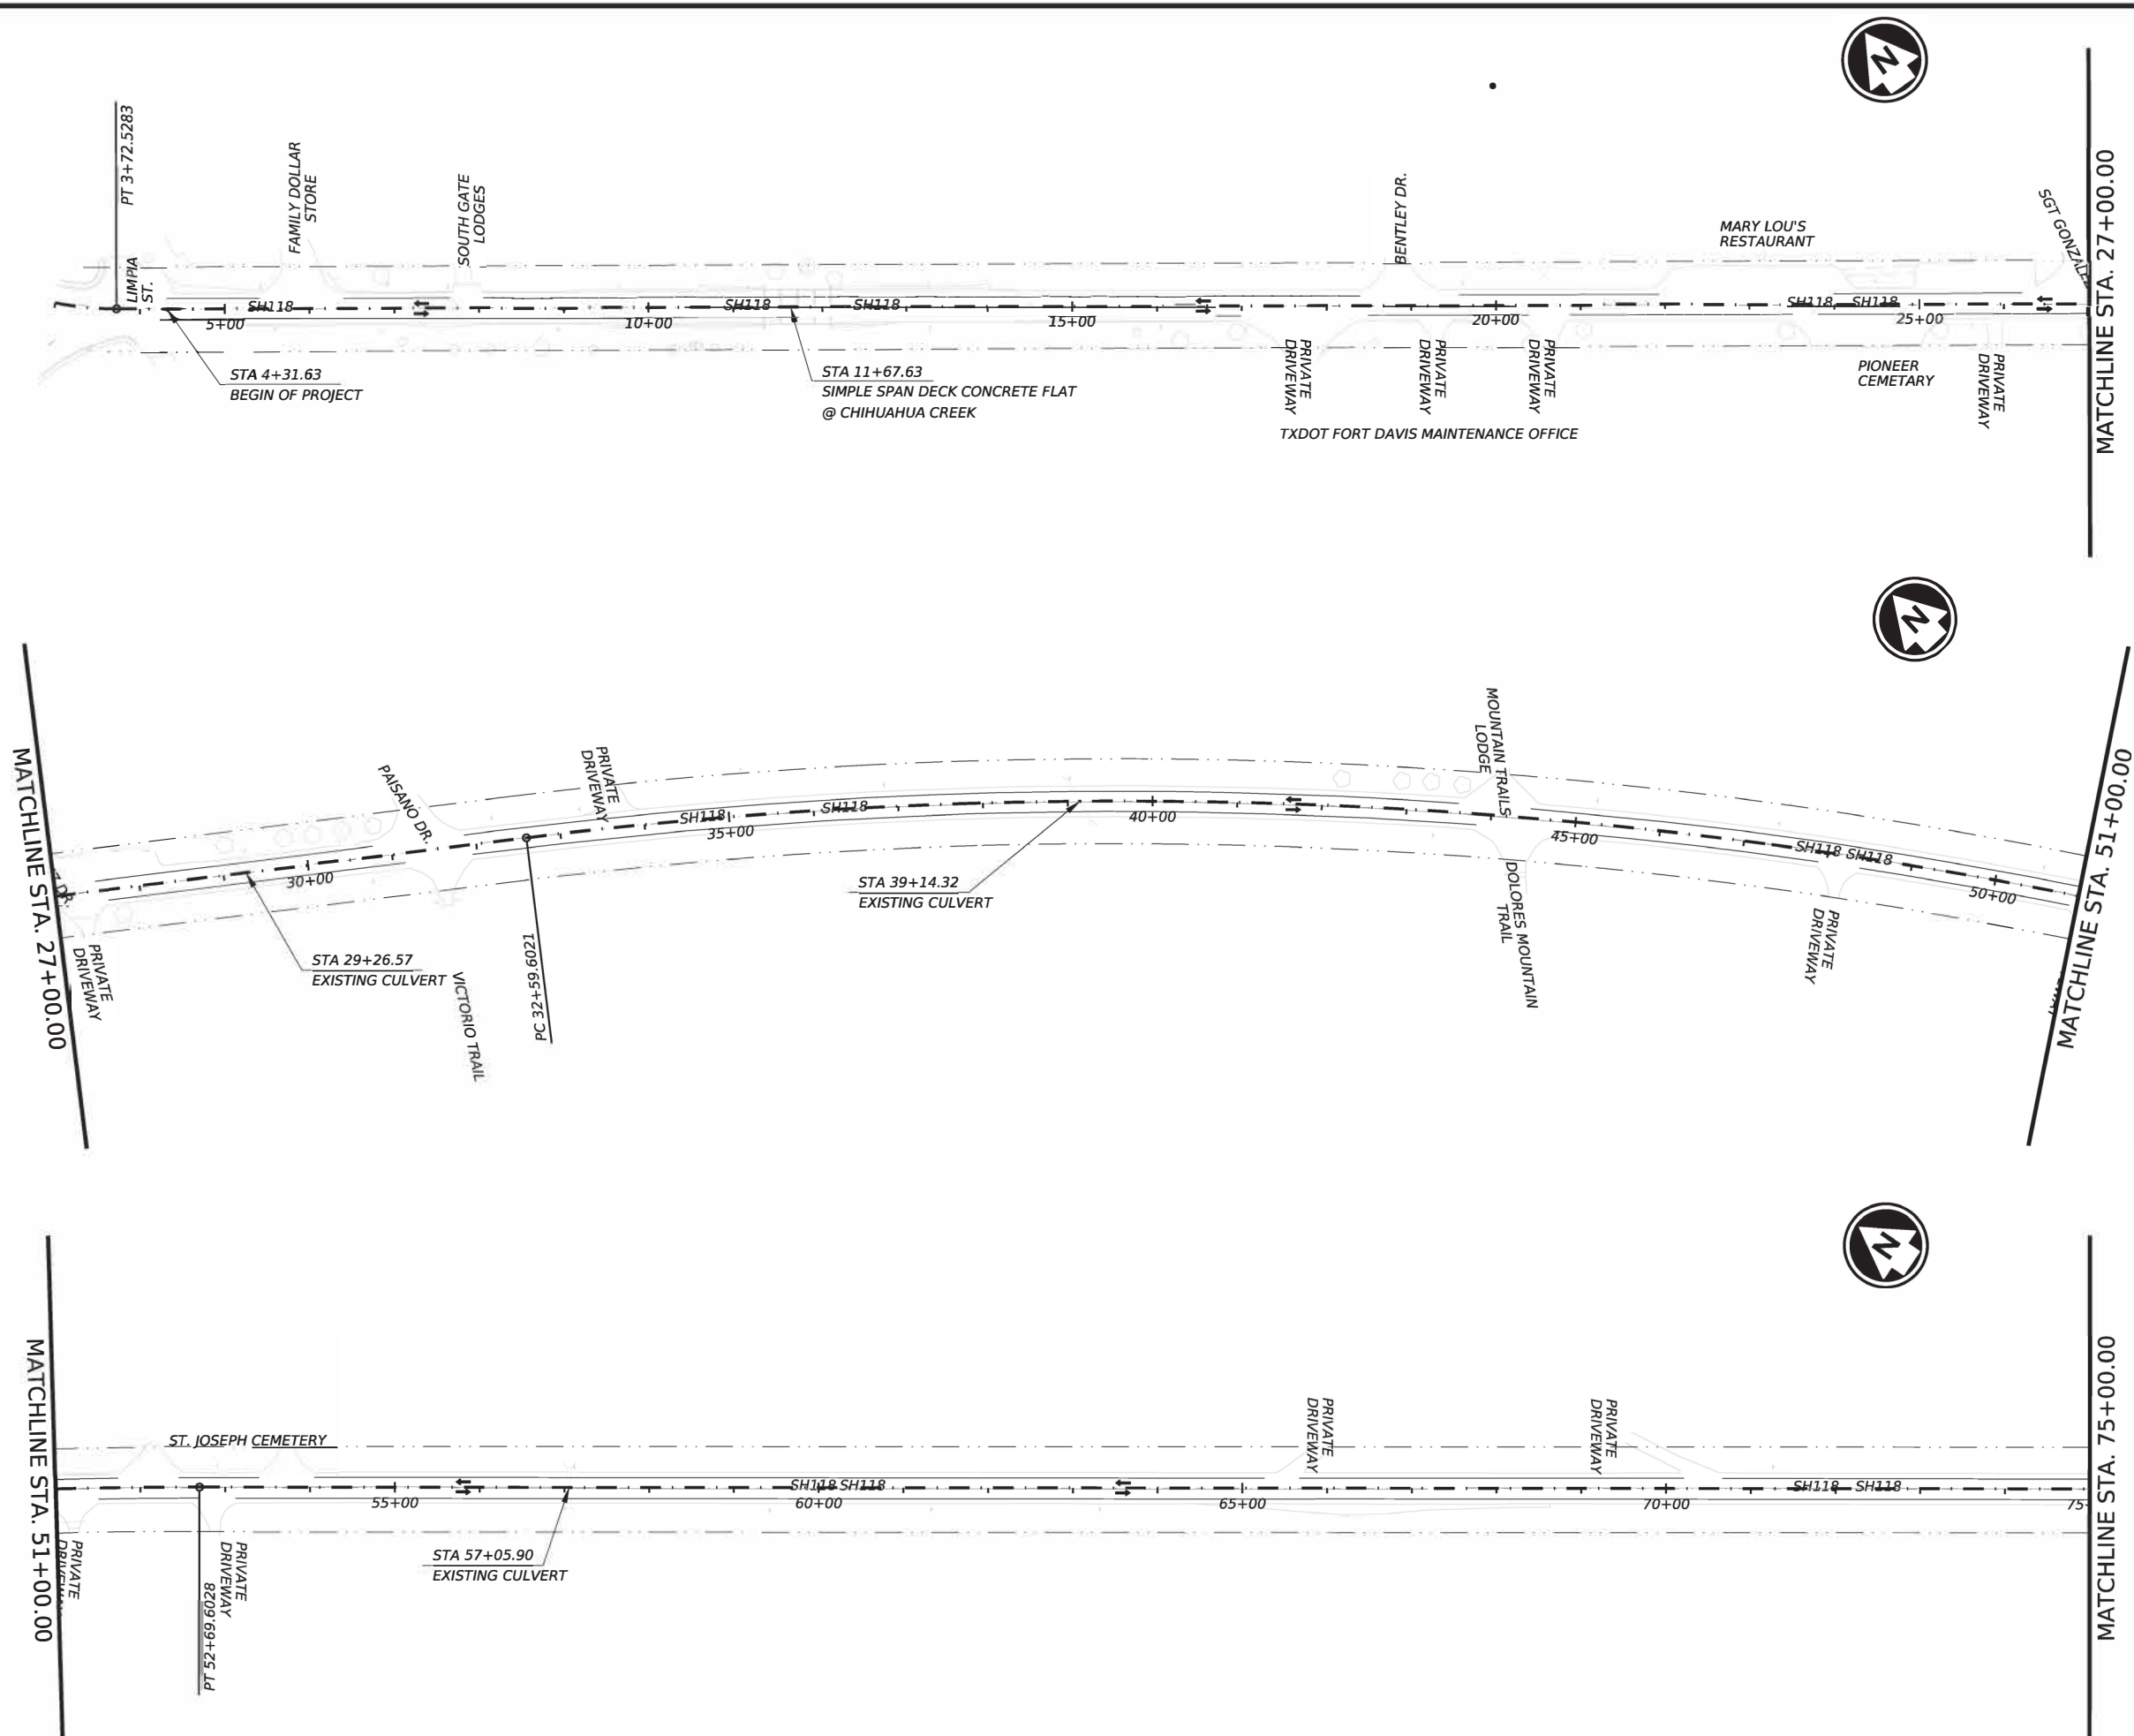 N
PT 3+72.5283
LIMPIA
ST.
FAMILY DOLLAR
STORE
SOUTH GATE
LODGES
BENTLEY DR.
MARY LOU'S
RESTAURANT
MATCHLINE STA. 27+00.00
SH118
SH118
SH118
SH118
SH118
5+00
10+00
15+00
20+00
25+00
STA 4+31.63
BEGIN OF PROJECT
STA 11+67.63
SIMPLE SPAN DECK CONCRETE FLAT
@ CHIHUAHUA CREEK
PRIVATE
DRIVEWAY
PRIVATE
DRIVEWAY
PRIVATE
DRIVEWAY
TXDOT FORT DAVIS MAINTENANCE OFFICE
PIONEER
CEMETARY
PRIVATE
DRIVEWAY
N
MATCHLINE STA. 27+00.00
DR.
PRIVATE
DRIVEWAY
PAISANO DR.
PRIVATE
DRIVEWAY
MOUNTAIN TRAILS
LODGE
SH118
SH118
SH118
SH118
30+00
35+00
40+00
45+00
50+00
STA 29+26.57
EXISTING CULVERT
VICTORIO TRAIL
PC 32+59.6021
STA 39+14.32
EXISTING CULVERT
DOLORES MOUNTAIN
TRAIL
PRIVATE
DRIVEWAY
MATCHLINE STA. 51+00.00
N
MATCHLINE STA. 51+00.00
ST. JOSEPH CEMETERY
PRIVATE
DRIVEWAY
PRIVATE
DRIVEWAY
SH118
SH118
SH118
SH118
55+00
60+00
65+00
70+00
75+
PRIVATE
PRIVATE
DRIVEWAY
PT 52+69.6028
STA 57+05.90
EXISTING CULVERT
MATCHLINE STA. 75+00.00